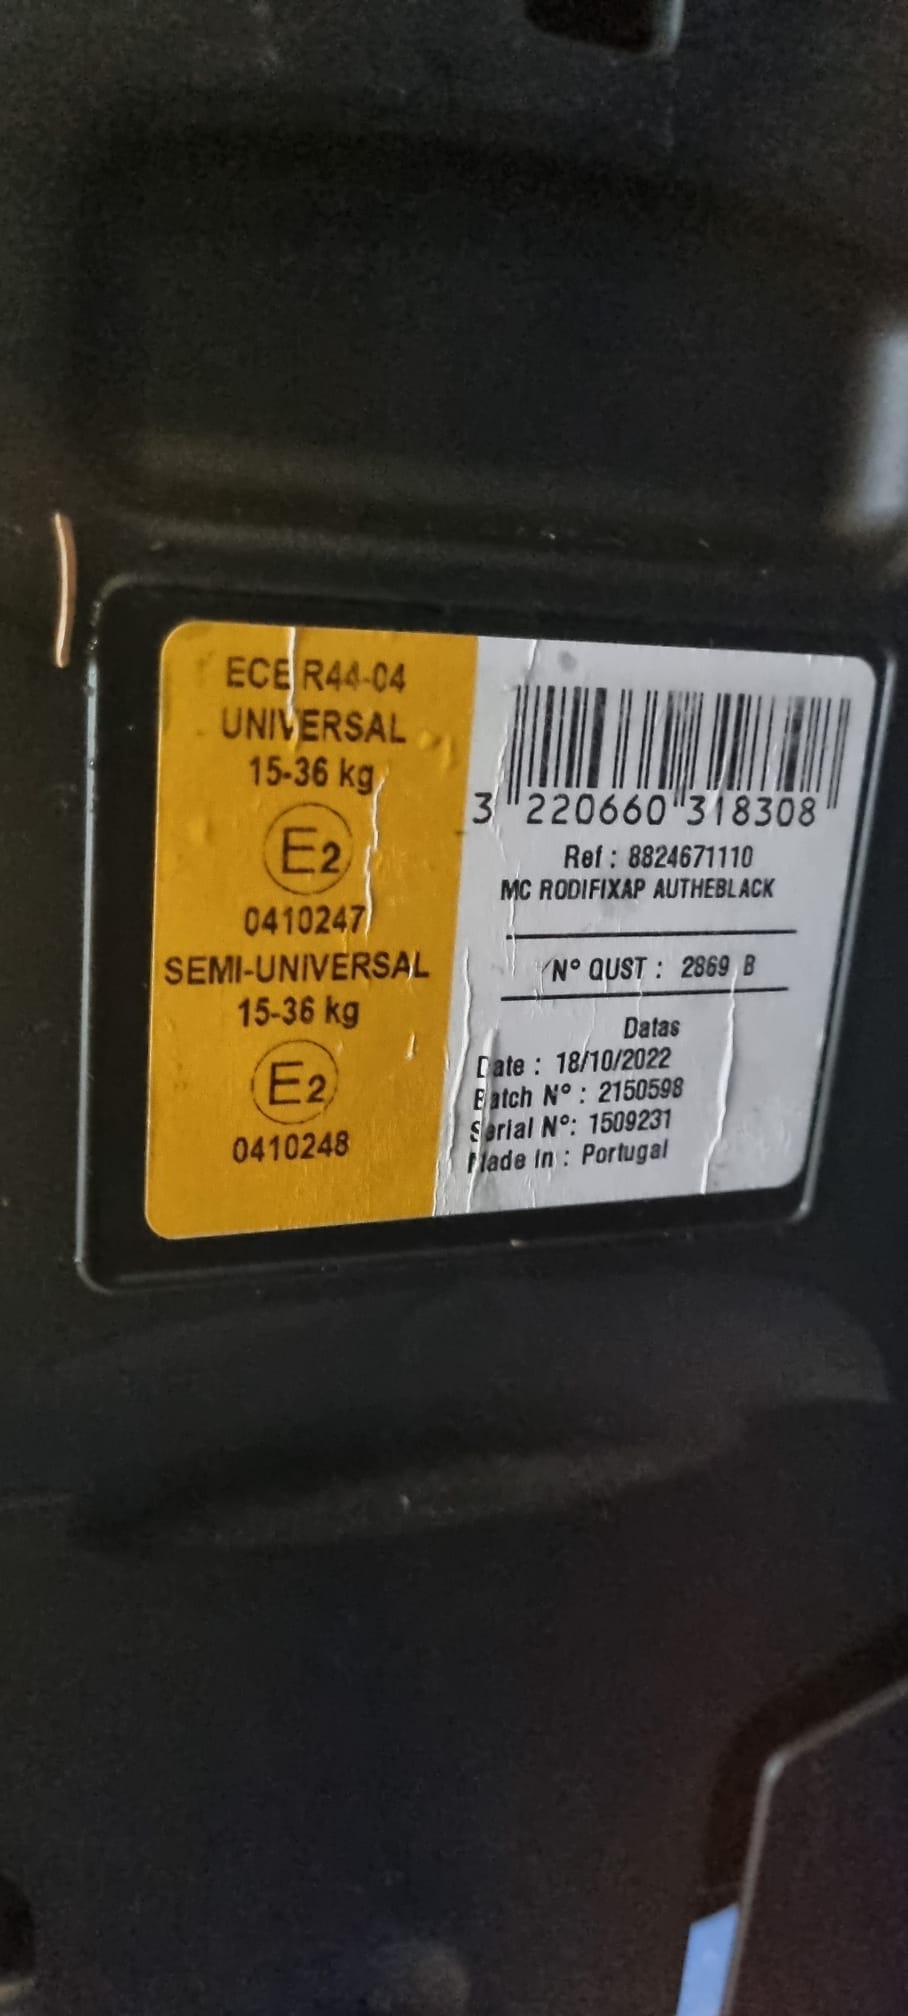 ECE R44-04
UNIVERSAL
15-36 kg
E2
0410247
SEMI-UNIVERSAL
15-36 kg
E2
0410248
3 220660 318308
Ref : 8824671110
MC RODIFIXAP AUTHEBLACK
N° QUST : 2869 B
Datas
Date : 18/10/2022
Batch N° : 2150598
Serial N°: 1509231
Made in : Portugal